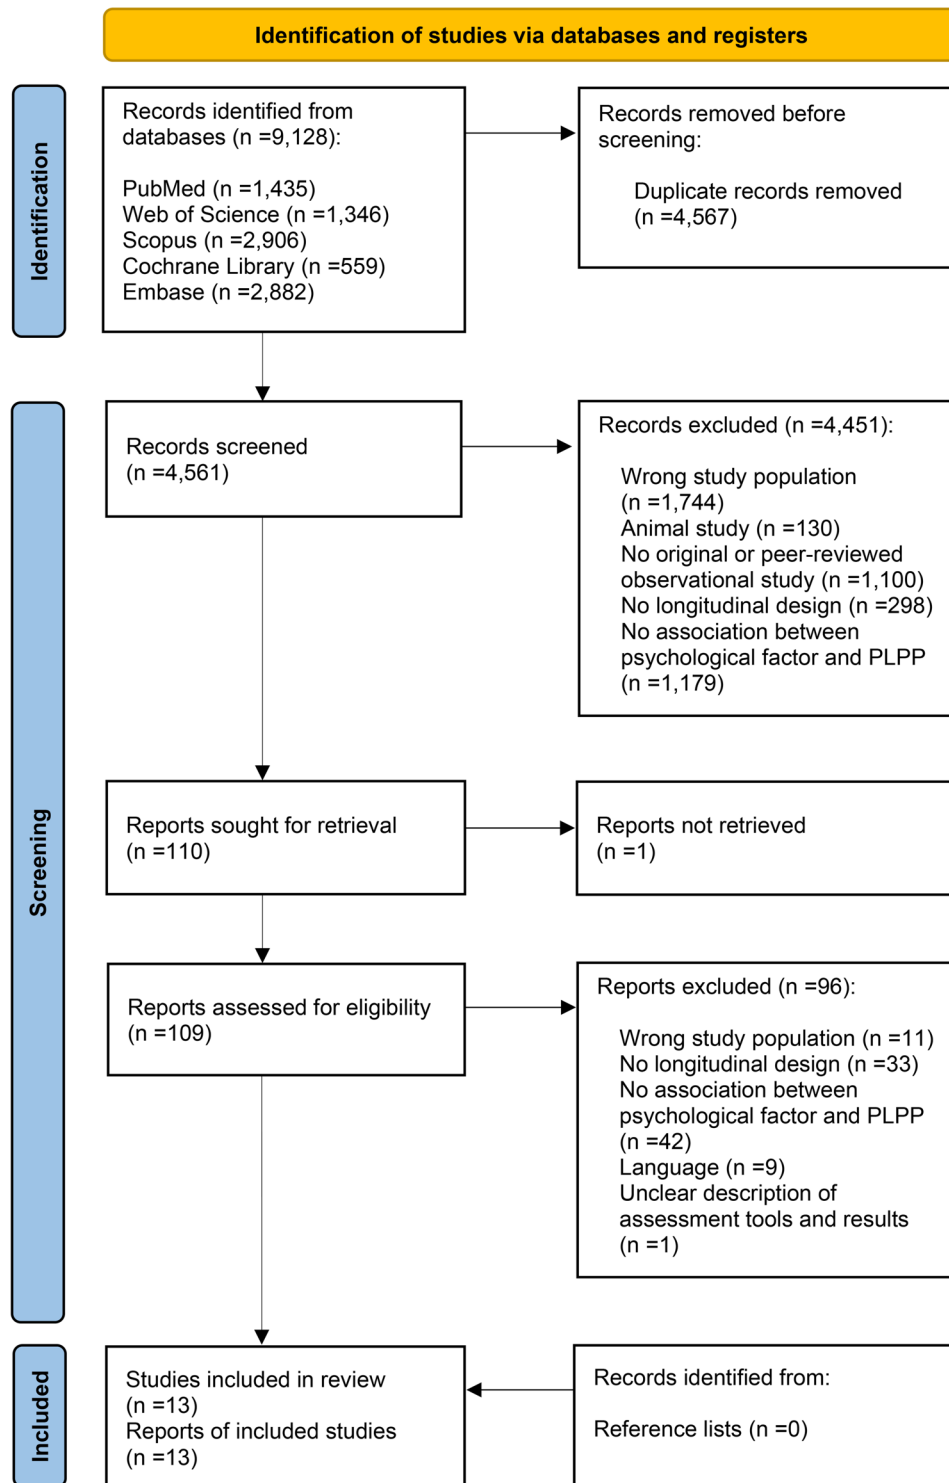 Identification of studies via databases and registers
Identification
Records identified from
databases (n =9,128):
PubMed (n =1,435)
Web of Science (n =1,346)
Scopus (n =2,906)
Cochrane Library (n =559)
Embase (n =2,882)
Records removed before
screening:
Duplicate records removed
(n =4,567)
Screening
Records screened
(n =4,561)
Records excluded (n =4,451):
Wrong study population
(n =1,744)
Animal study (n =130)
No original or peer-reviewed
observational study (n =1,100)
No longitudinal design (n =298)
No association between
psychological factor and PLPP
(n =1,179)
Reports sought for retrieval
(n =110)
Reports not retrieved
(n =1)
Reports assessed for eligibility
(n =109)
Reports excluded (n =96):
Wrong study population (n =11)
No longitudinal design (n =33)
No association between
psychological factor and PLPP
(n =42)
Language (n =9)
Unclear description of
assessment tools and results
(n =1)
Included
Studies included in review
(n =13)
Reports of included studies
(n =13)
Records identified from:
Reference lists (n =0)